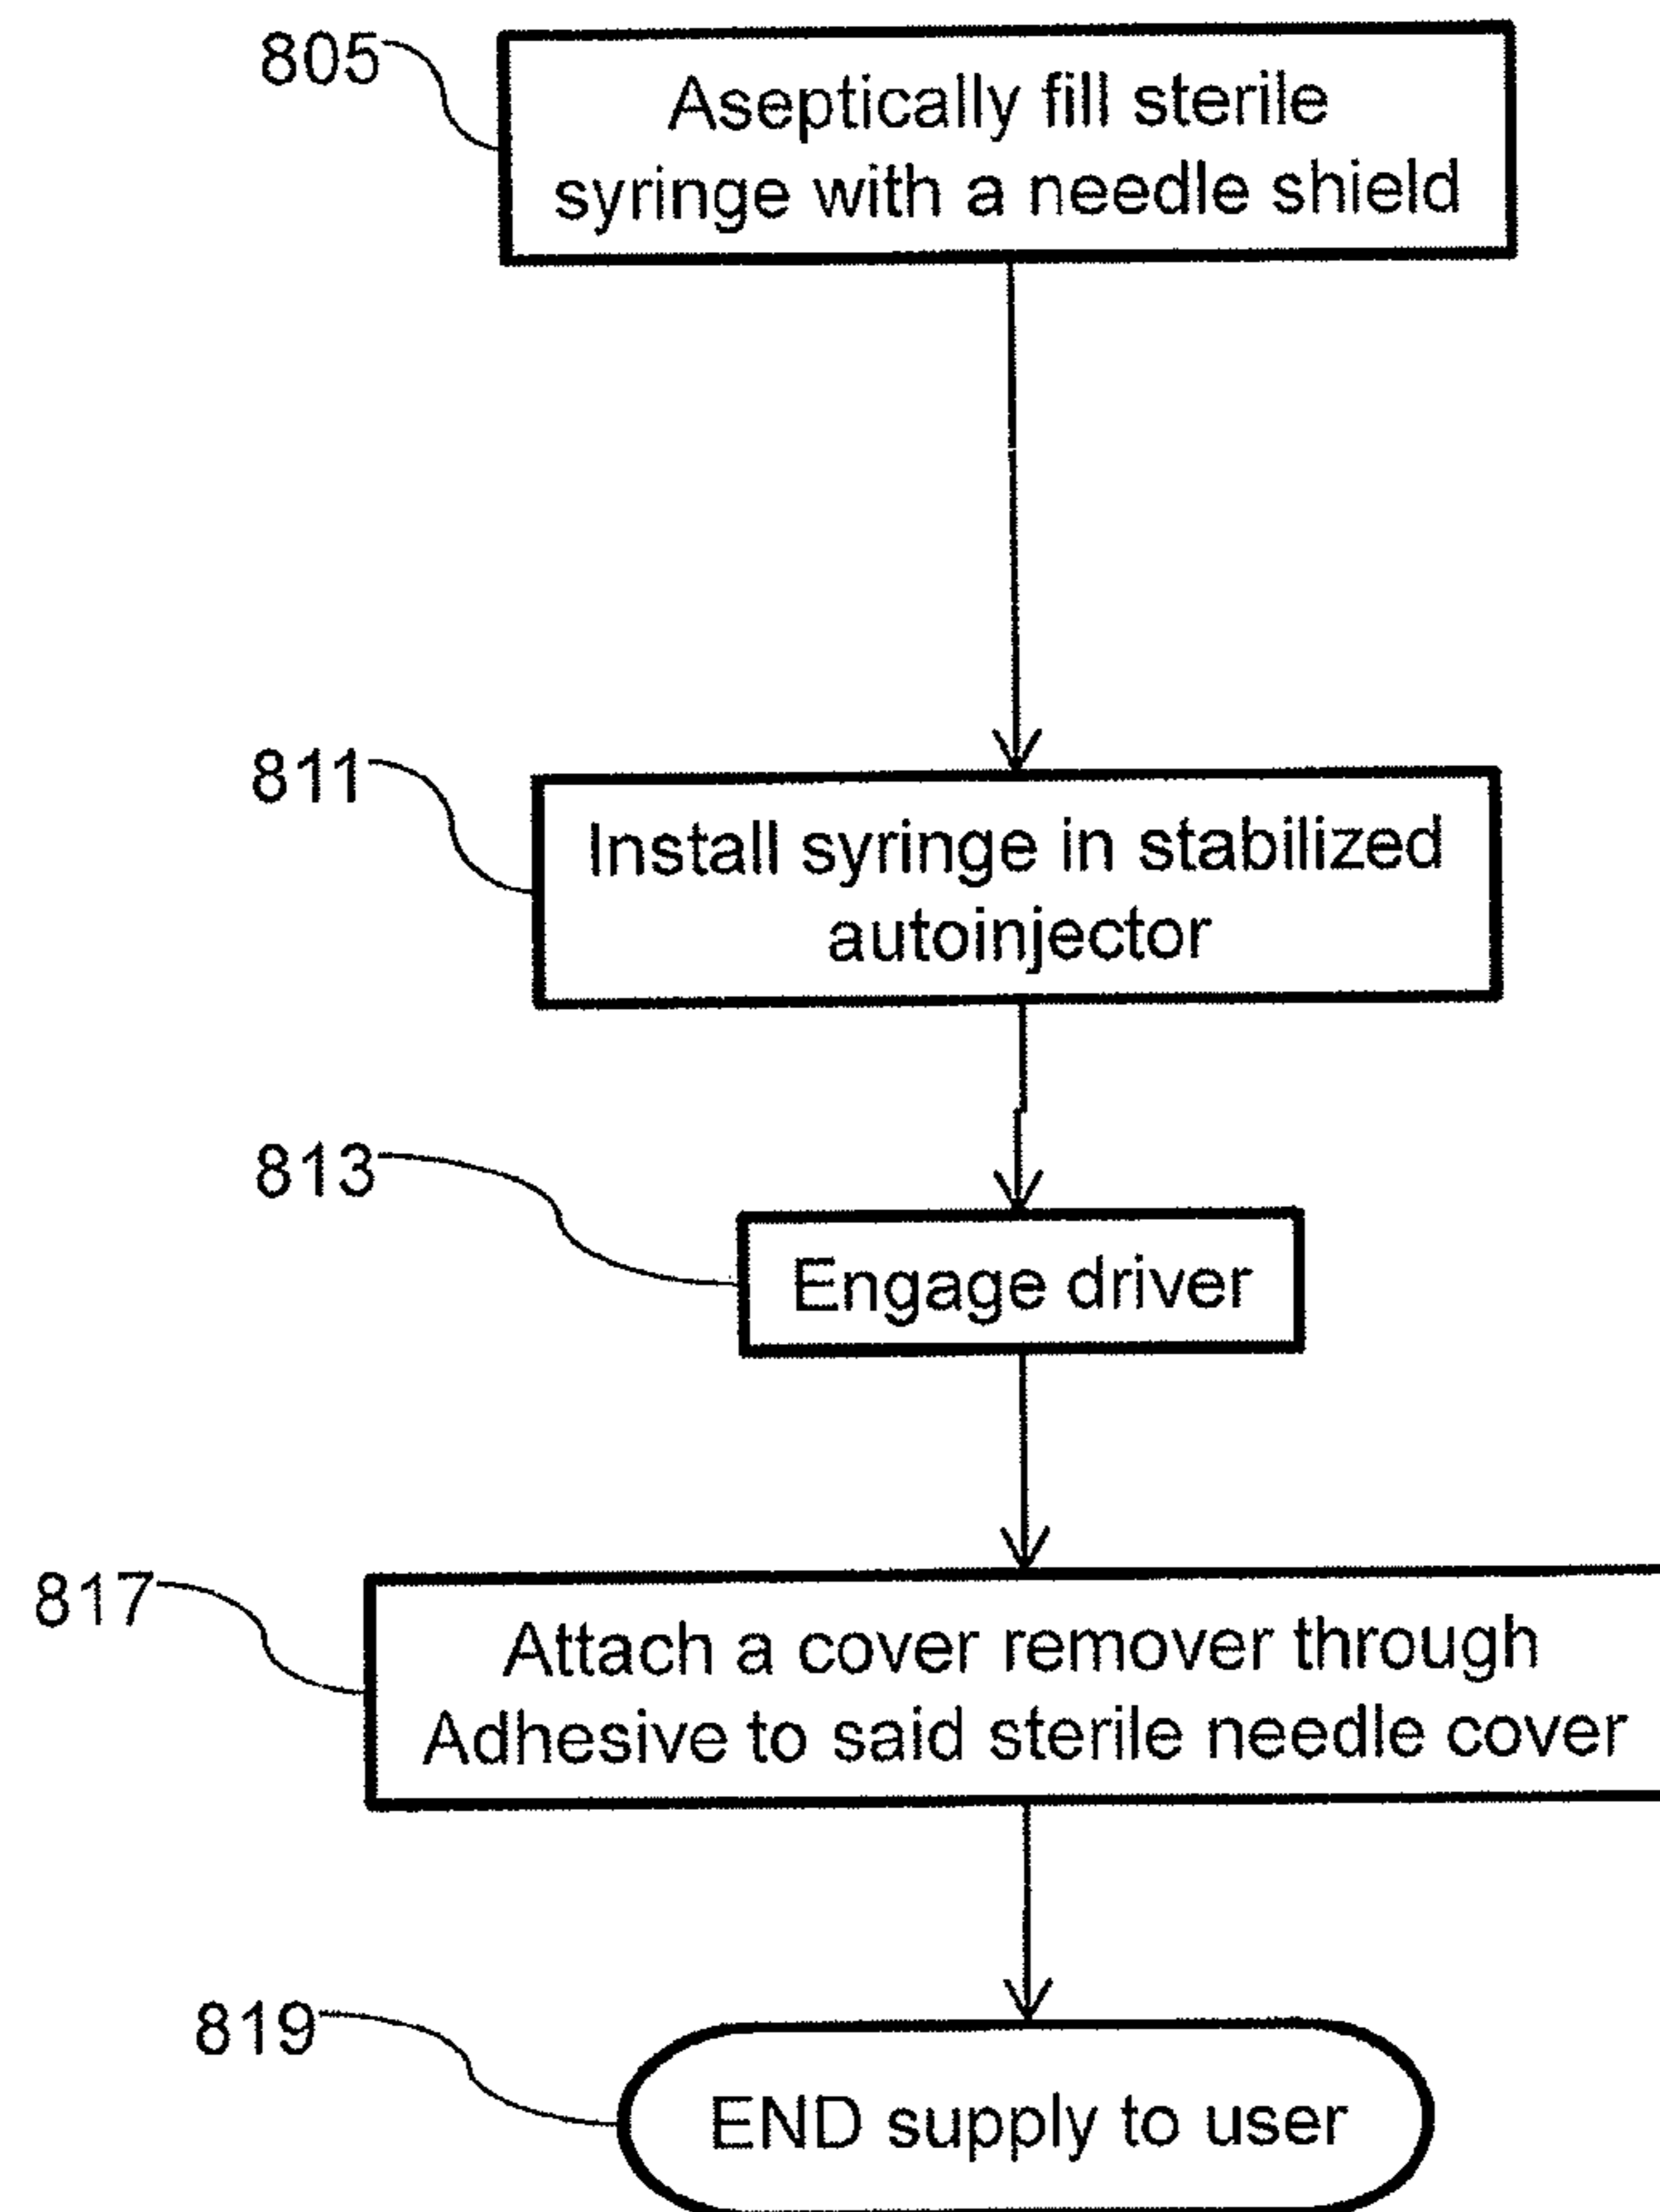 805
Aseptically fill sterile
syringe with a needle shield
811
Install syringe in stabilized
autoinjector
813
Engage driver
817
Attach a cover remover through
Adhesive to said sterile needle cover
819
END supply to user